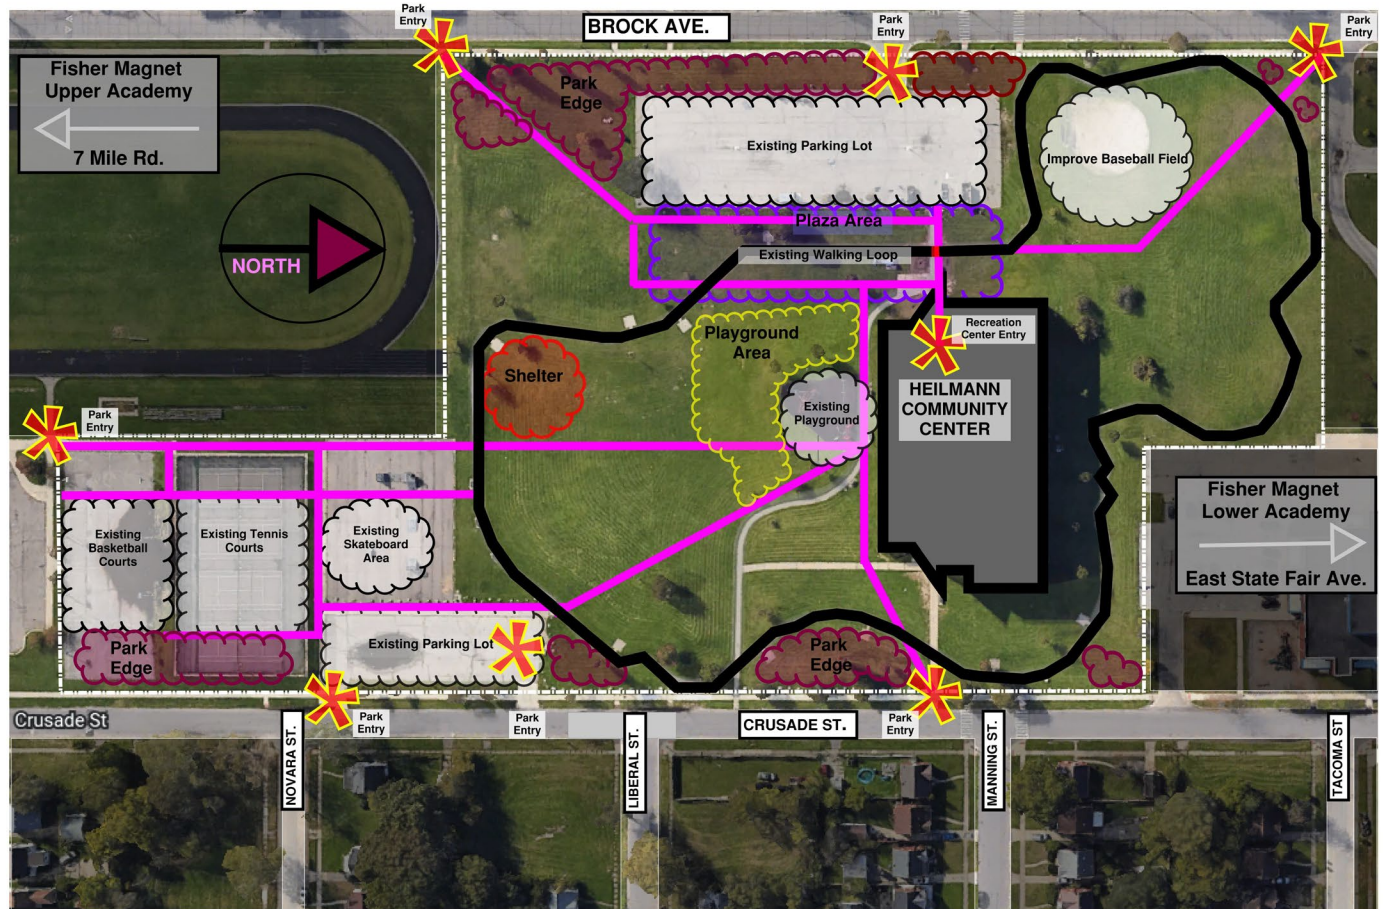 Park
Entry
BROCK AVE.
Park
Entry
Park
Entry
Fisher Magnet
Upper Academy
7 Mile Rd.
Park
Edge
Existing Parking Lot
Improve Baseball Field
Plaza Area
Existing Walking Loop
NORTH
Playground
Area
Recreation
Center Entry
Shelter
HEILMANN
COMMUNITY
CENTER
Existing
Playground
Park
Entry
Fisher Magnet
Lower Academy
East State Fair Ave.
Existing
Basketball
Courts
Existing Tennis
Courts
Existing
Skateboard
Area
Park
Edge
Existing Parking Lot
Park
Edge
Crusade St
Park
Entry
Park
Entry
CRUSADE ST.
Park
Entry
NOVARA ST.
LIBERAL ST.
MANNING ST.
TACOMA ST